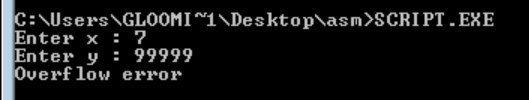 C:\Users\GLOOMI~1\Desktop\asm>SCRIPT.EXE
Enter x : 7
Enter y : 99999
Overflow error